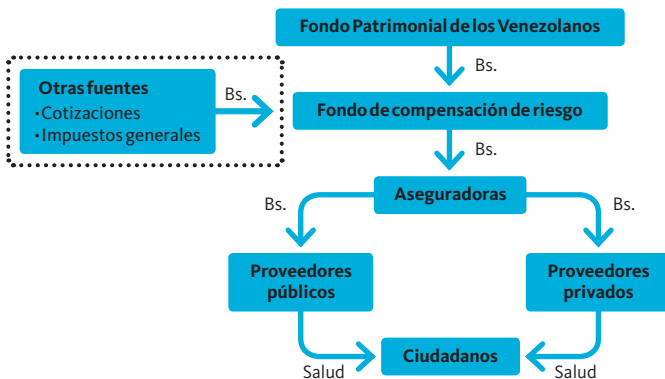 Fondo Patrimonial de los Venezolanos
Bs.
Otras fuentes
· Cotizaciones
· Impuestos generales
Bs.
Fondo de compensación de riesgo
Bs.
Aseguradoras
Bs.
Bs.
Proveedores
públicos
Proveedores
privados
Ciudadanos
Salud
Salud